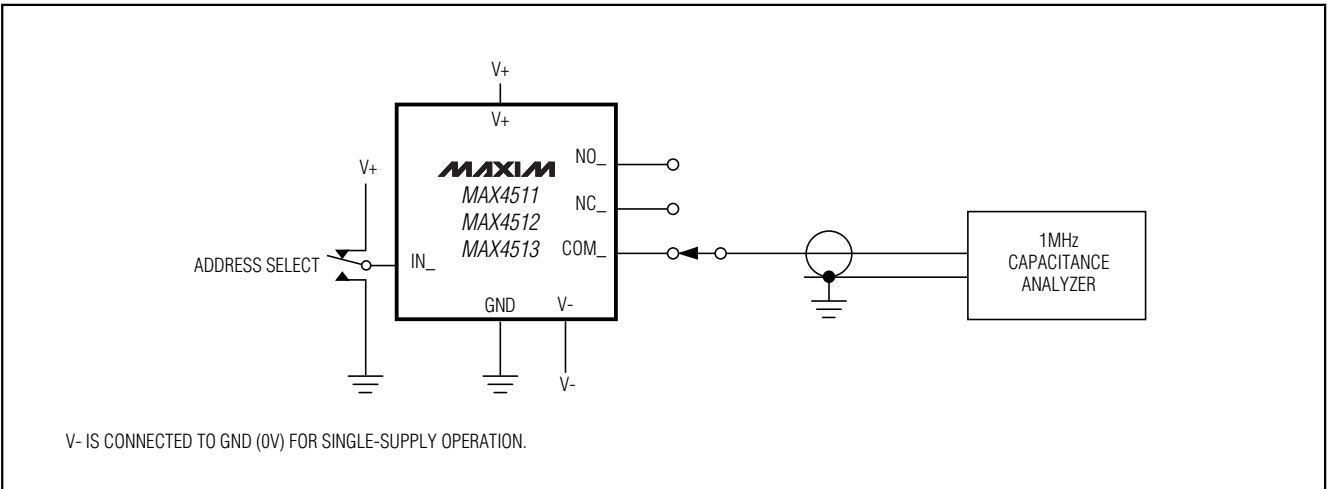 V+
V+
V+
MAXIM
MAX4511
MAX4512
MAX4513
NO_
NC_
COM_
IN_
ADDRESS SELECT
GND
V-
V-
1MHz
CAPACITANCE
ANALYZER
V- IS CONNECTED TO GND (0V) FOR SINGLE-SUPPLY OPERATION.